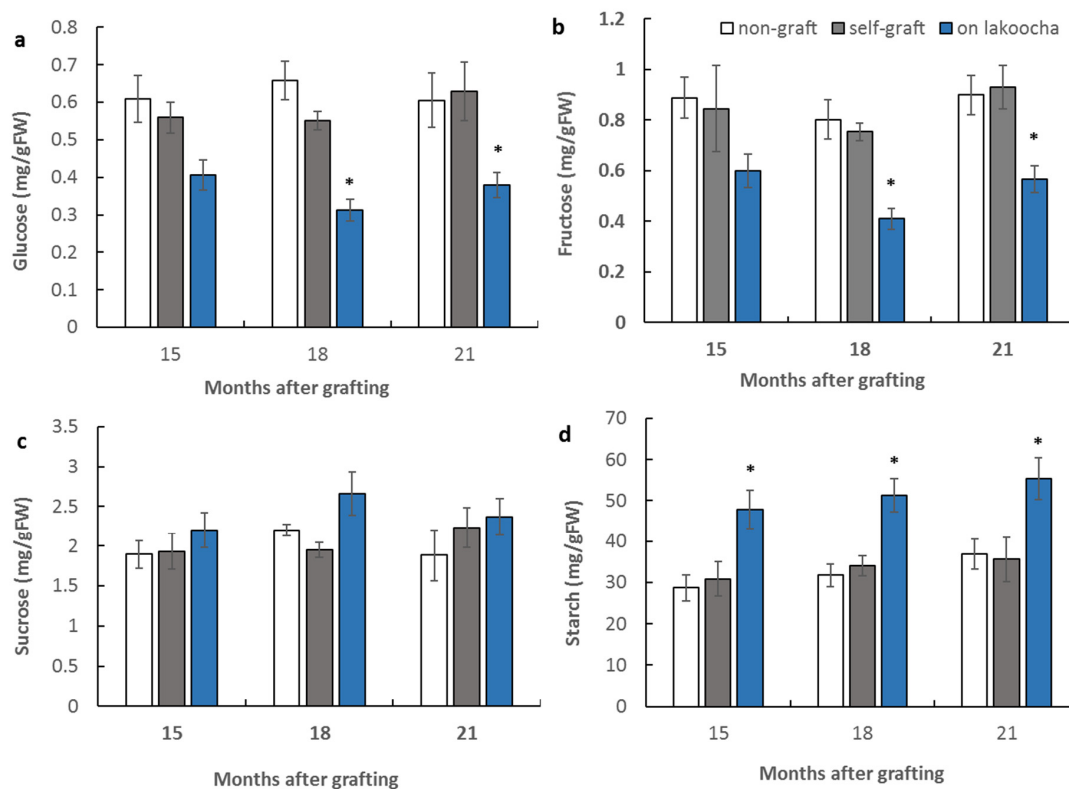 a
Glucose (mg/gFW)
0.8
0.7
0.6
0.5
0.4
0.3
0.2
0.1
0
*
*
15 18 21
Months after grafting
b
non-graft self-graft on lakoocha
Fructose (mg/gFW)
1.2
1
0.8
0.6
0.4
0.2
0
*
*
15 18 21
Months after grafting
c
Sucrose (mg/gFW)
3.5
3
2.5
2
1.5
1
0.5
0
15 18 21
Months after grafting
d
Starch (mg/gFW)
70
60
50
40
30
20
10
0
*
*
*
15 18 21
Months after grafting